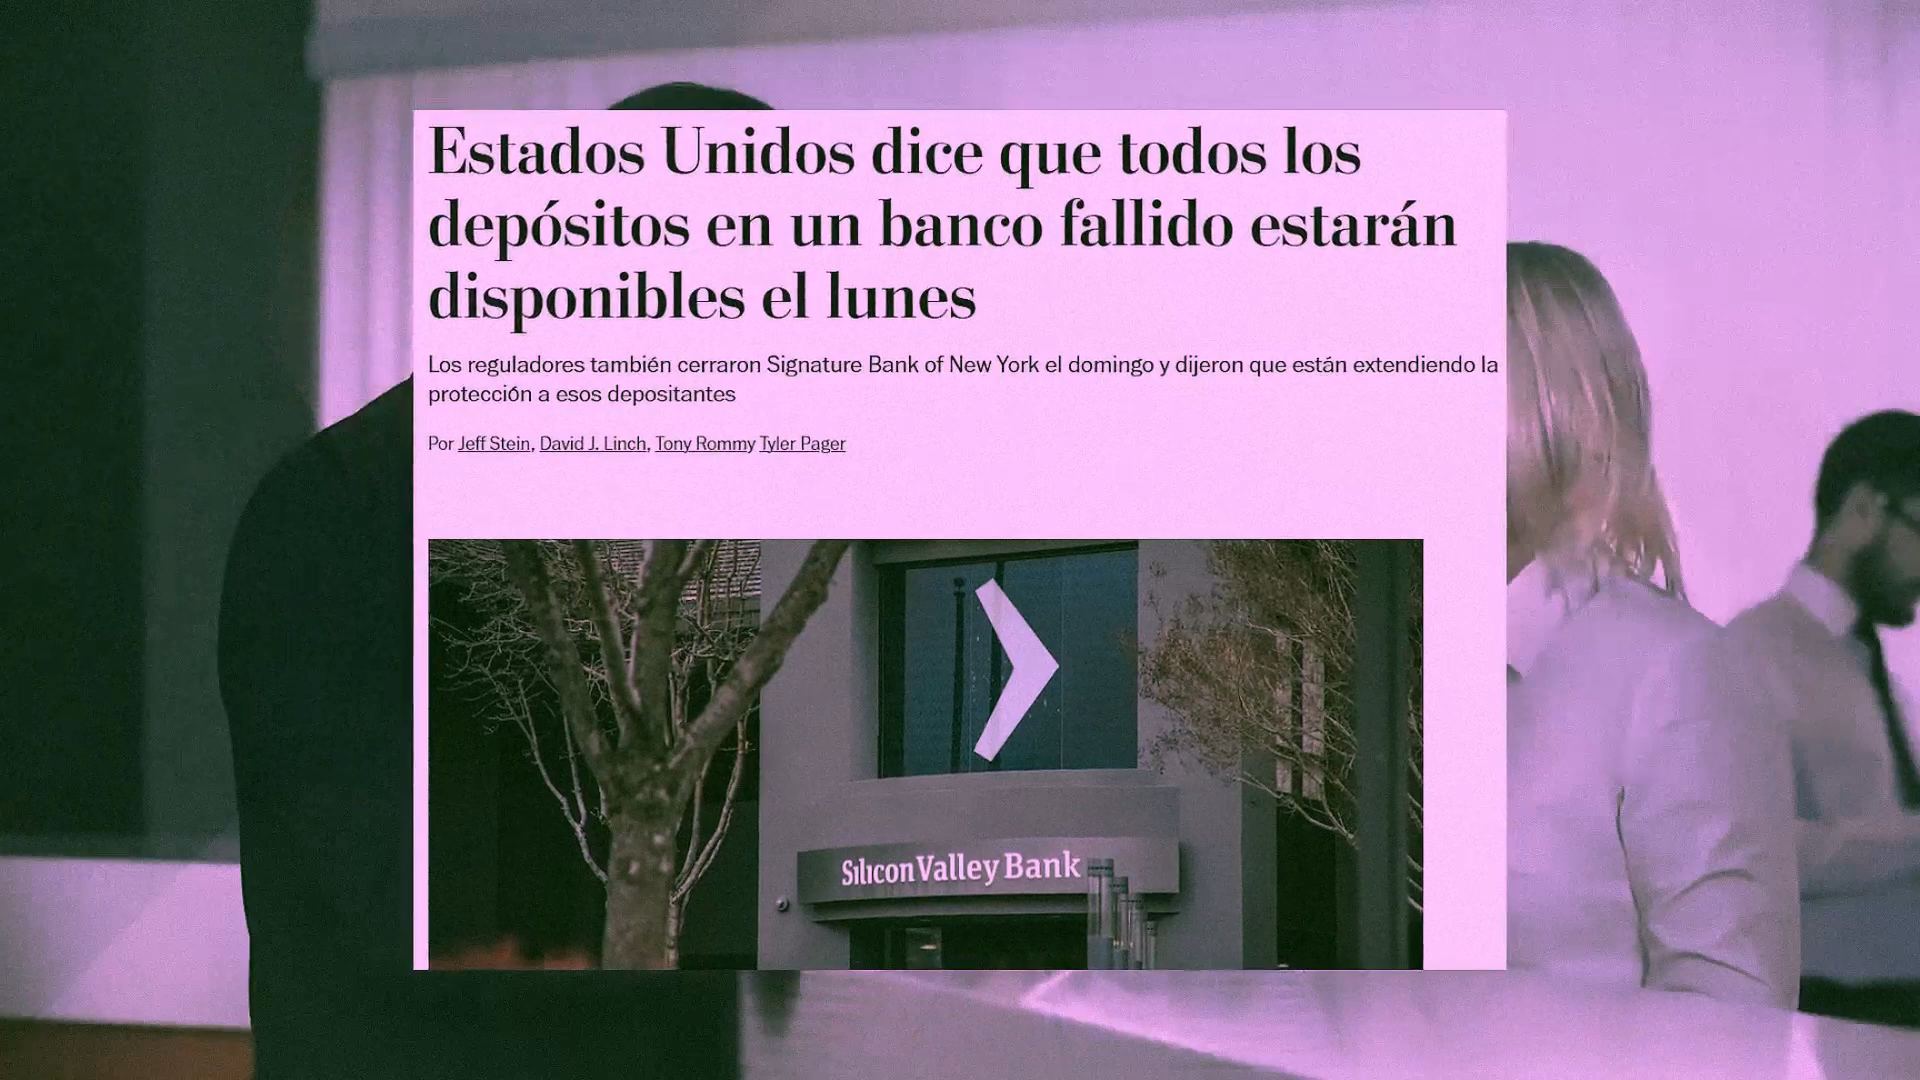 Estados Unidos dice que todos los
depósitos en un banco fallido estarán
disponibles el lunes
Los reguladores también cerraron Signature Bank of New York el domingo y dijeron que están extendiendo la
protección a esos depositantes
Por Jeff Stein, David J. Linch, Tony Rommy Tyler Pager
Silicon Valley Bank